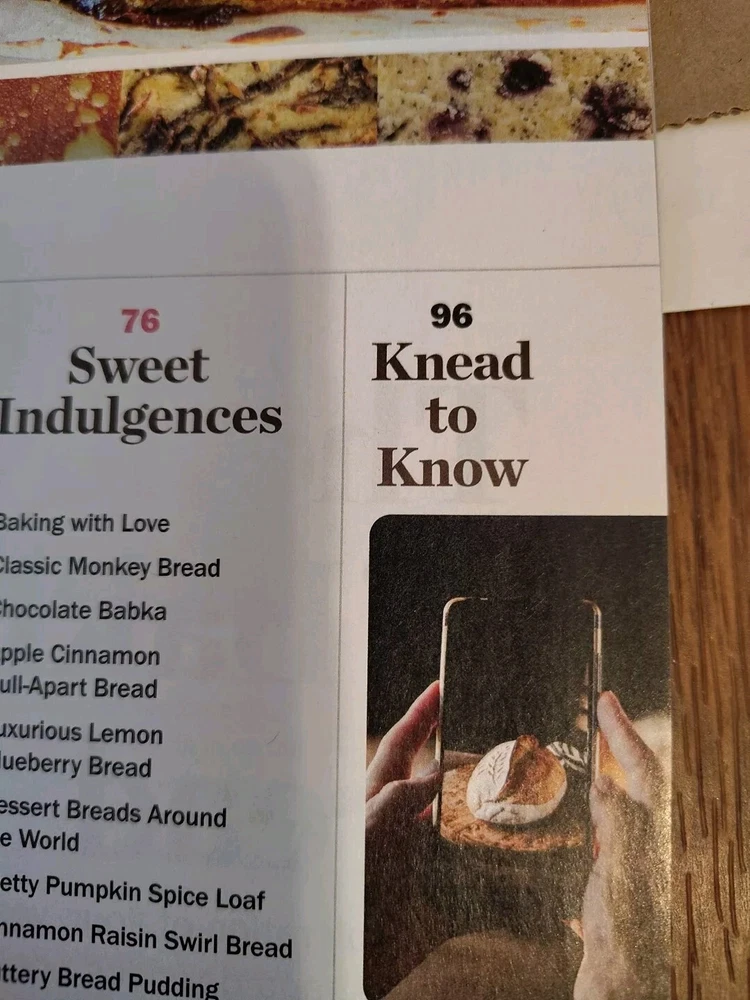 76
Sweet
Indulgences
Baking with Love
Classic Monkey Bread
Chocolate Babka
pple Cinnamon
ull-Apart Bread
uxurious Lemon
lueberry Bread
essert Breads Around
e World
etty Pumpkin Spice Loaf
nnamon Raisin Swirl Bread
ttery Bread Pudding
96
Knead
to
Know